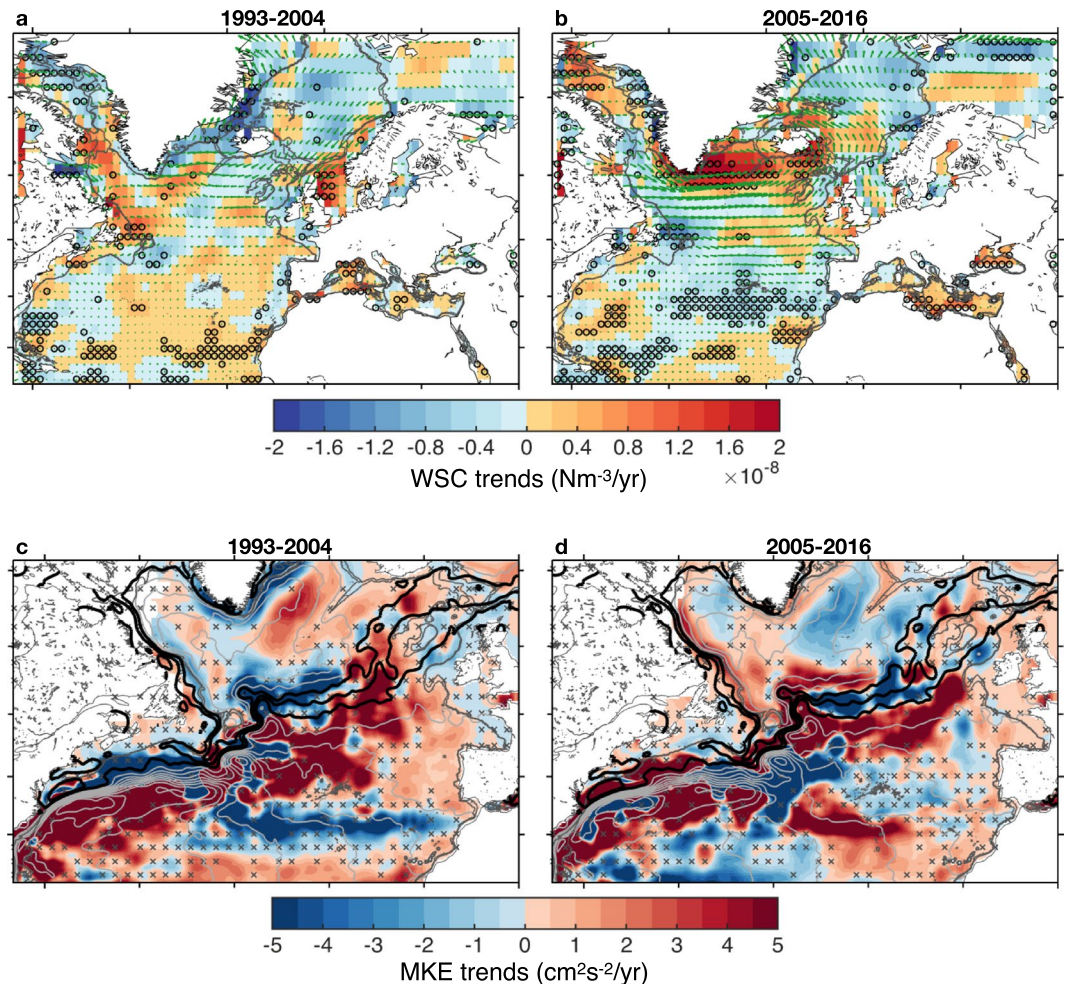 a 1993-2004
b 2005-2016
-2 -1.6 -1.2 -0.8 -0.4 0 0.4 0.8 1.2 1.6 2
×10⁻⁸
WSC trends (Nm⁻³/yr)
c 1993-2004
d 2005-2016
-5 -4 -3 -2 -1 0 1 2 3 4 5
MKE trends (cm²s⁻²/yr)